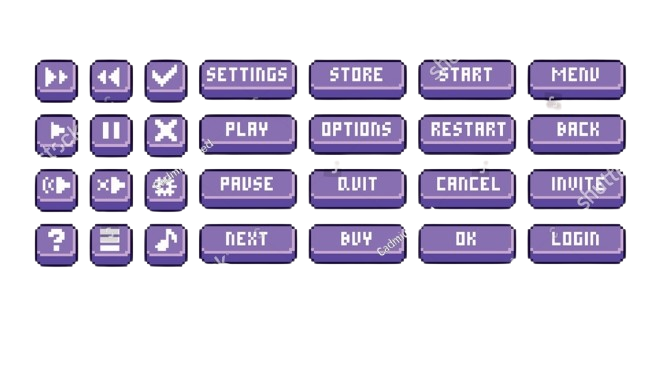 SETTINGS STORE START MENU
PLAY OPTIONS RESTART BACK
PAUSE QUIT CANCEL INVITE
? NEXT BUY OK LOGIN